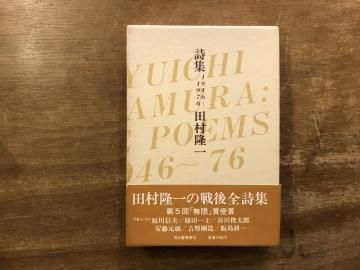 YUICHI
AMURA:
POEMS
946〜76
詩集
1946〜
1976
田村隆一
田村隆一の戦後全詩集
第5回「無限」賞受賞
鮎川信夫/篠田一士/谷川俊太郎
安藤元雄/吉増剛造/飯島耕一